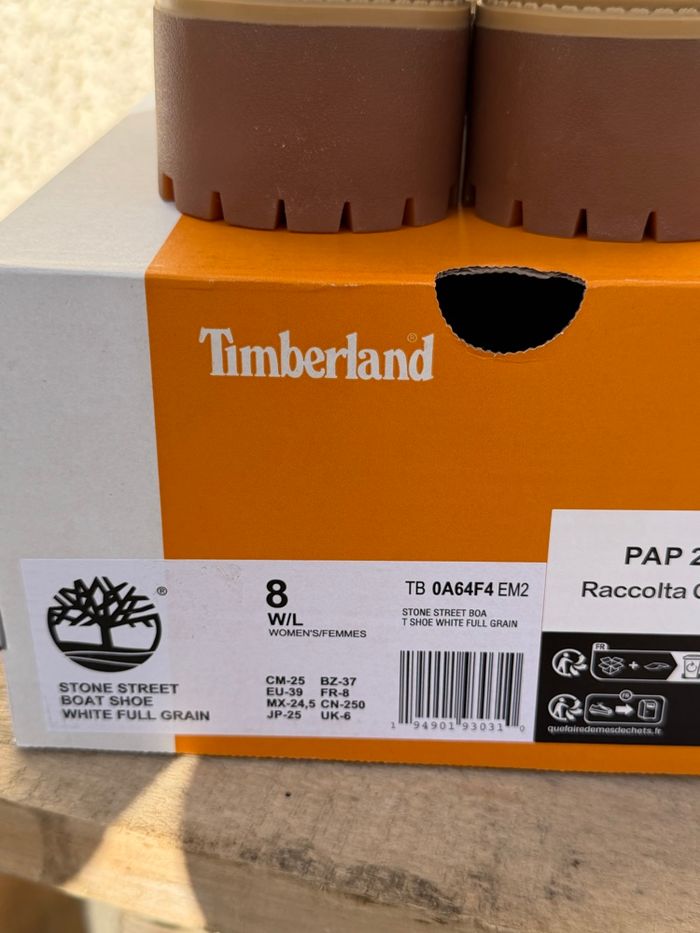 Timberland®
PAP
Raccolta
8
W/L
WOMEN'S/FEMMES
TB 0A64F4 EM2
STONE STREET BOA
T SHOE WHITE FULL GRAIN
®
STONE STREET
BOAT SHOE
WHITE FULL GRAIN
CM-25 BZ-37
EU-39 FR-8
MX-24,5 CN-250
JP-25 UK-6
1 94901 93031 0
FR
+
FR
quefairedemesdechets.fr